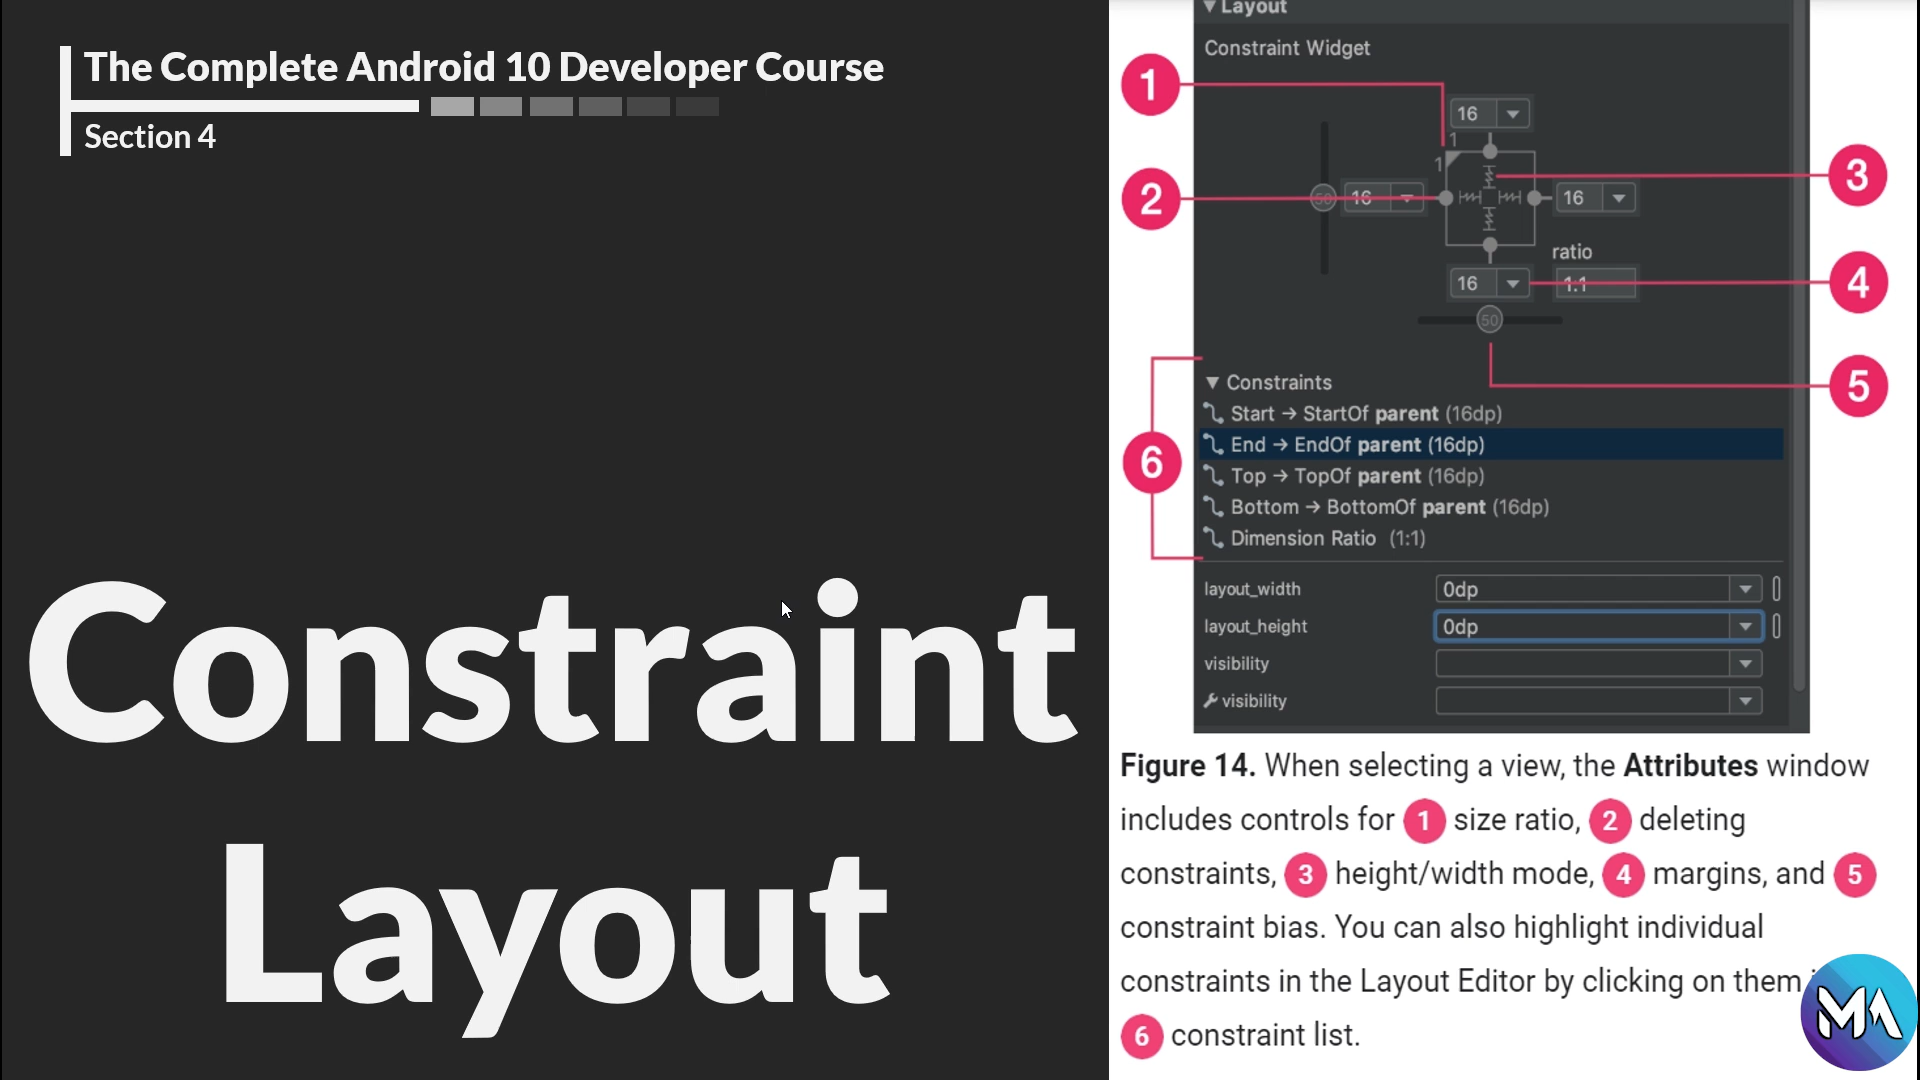 The Complete Android 10 Developer Course
Section 4
Constraint
Layout
Layout
Constraint Widget
1
16
1
1
3
2
50
16
16
ratio
16
1:1
4
50
5
Constraints
Start → StartOf parent (16dp)
End → EndOf parent (16dp)
6
Top → TopOf parent (16dp)
Bottom → BottomOf parent (16dp)
Dimension Ratio (1:1)
layout_width 0dp
layout_height 0dp
visibility
visibility
Figure 14. When selecting a view, the Attributes window
includes controls for 1 size ratio, 2 deleting
constraints, 3 height/width mode, 4 margins, and 5
constraint bias. You can also highlight individual
constraints in the Layout Editor by clicking on them
6 constraint list.
MA